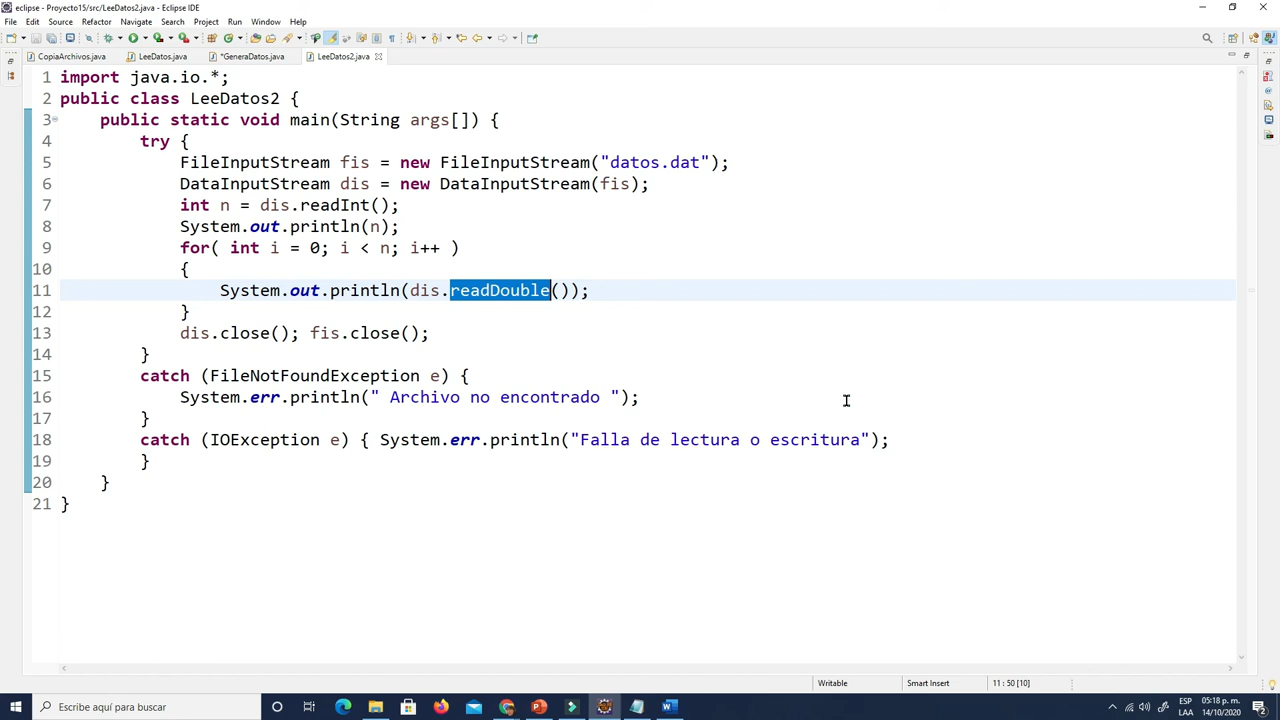 eclipse - Proyecto15/src/LeeDatos2.java - Eclipse IDE
File Edit Source Refactor Navigate Search Project Run Window Help
CopiaArchivos.java LeeDatos.java *GeneraDatos.java LeeDatos2.java
1 import java.io.*;
2 public class LeeDatos2 {
3 public static void main(String args[]) {
4 try {
5 FileInputStream fis = new FileInputStream("datos.dat");
6 DataInputStream dis = new DataInputStream(fis);
7 int n = dis.readInt();
8 System.out.println(n);
9 for( int i = 0; i < n; i++ )
10 {
11 System.out.println(dis.readDouble());
12 }
13 dis.close(); fis.close();
14 }
15 catch (FileNotFoundException e) {
16 System.err.println(" Archivo no encontrado ");
17 }
18 catch (IOException e) { System.err.println("Falla de lectura o escritura");
19 }
20 }
21 }
Writable Smart Insert 11 : 50 [10]
Escribe aquí para buscar
ESP 05:18 p. m.
LAA 14/10/2020